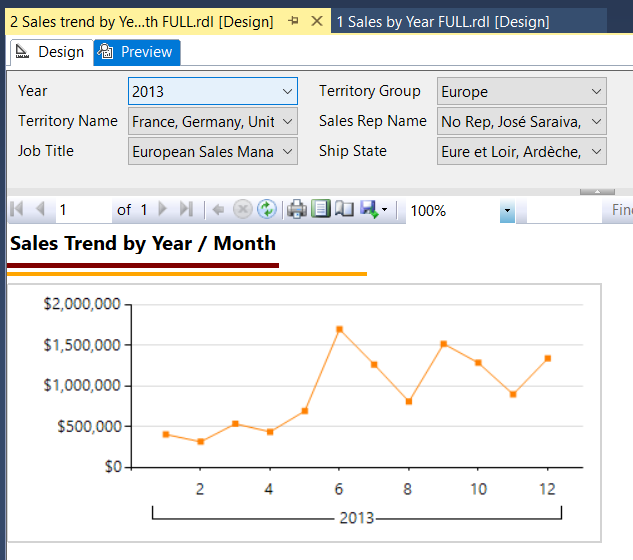 2 Sales trend by Ye...th FULL.rdl [Design] 1 Sales by Year FULL.rdl [Design]
Design Preview
Year 2013 Territory Group Europe
Territory Name France, Germany, Unit Sales Rep Name No Rep, José Saraiva,
Job Title European Sales Mana Ship State Eure et Loir, Ardèche,
1 of 1 100% Find
Sales Trend by Year / Month
$2,000,000
$1,500,000
$1,000,000
$500,000
$0
2 4 6 8 10 12
2013